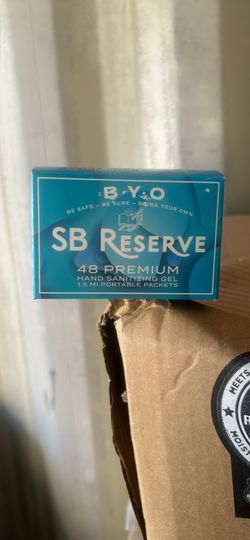 B·Y·O
BE SAFE – BE SURE – BRING YOUR OWN
SB RESERVE
48 PREMIUM
HAND SANITIZING GEL
1.5 Ml PORTABLE PACKETS
MEETS